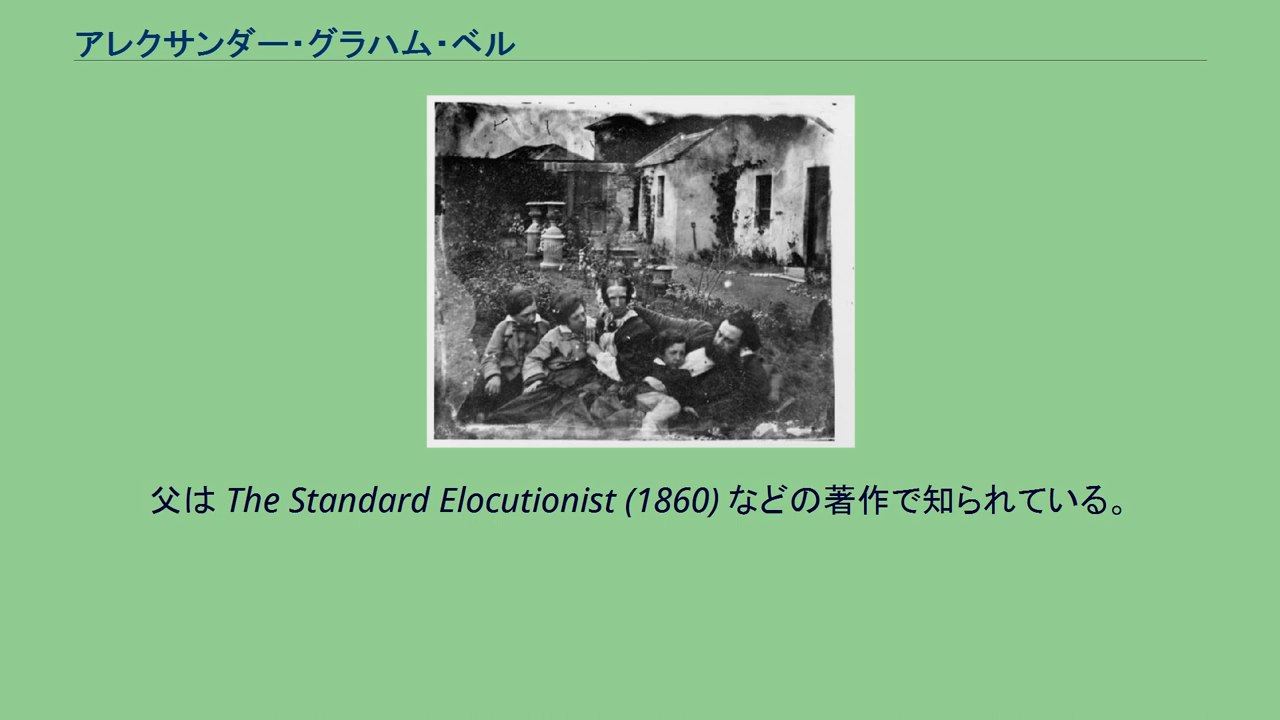 アレクサンダー・グラハム・ベル
父は The Standard Elocutionist (1860) などの著作で知られている。